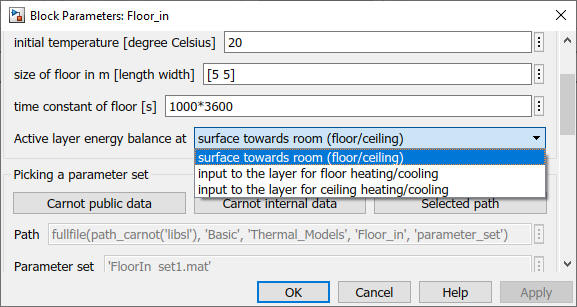 Block Parameters: Floor_in
initial temperature [degree Celsius] 20
size of floor in m [length width] [5 5]
time constant of floor [s] 1000*3600
Active layer energy balance at surface towards room (floor/ceiling)
surface towards room (floor/ceiling)
input to the layer for floor heating/cooling
input to the layer for ceiling heating/cooling
Picking a parameter set
Carnot public data Carnot internal data Selected path
Path fullfile(path_carnot('libsl'), 'Basic', 'Thermal_Models', 'Floor_in', 'parameter_set')
Parameter set 'FloorIn_set1.mat'
OK Cancel Help Apply